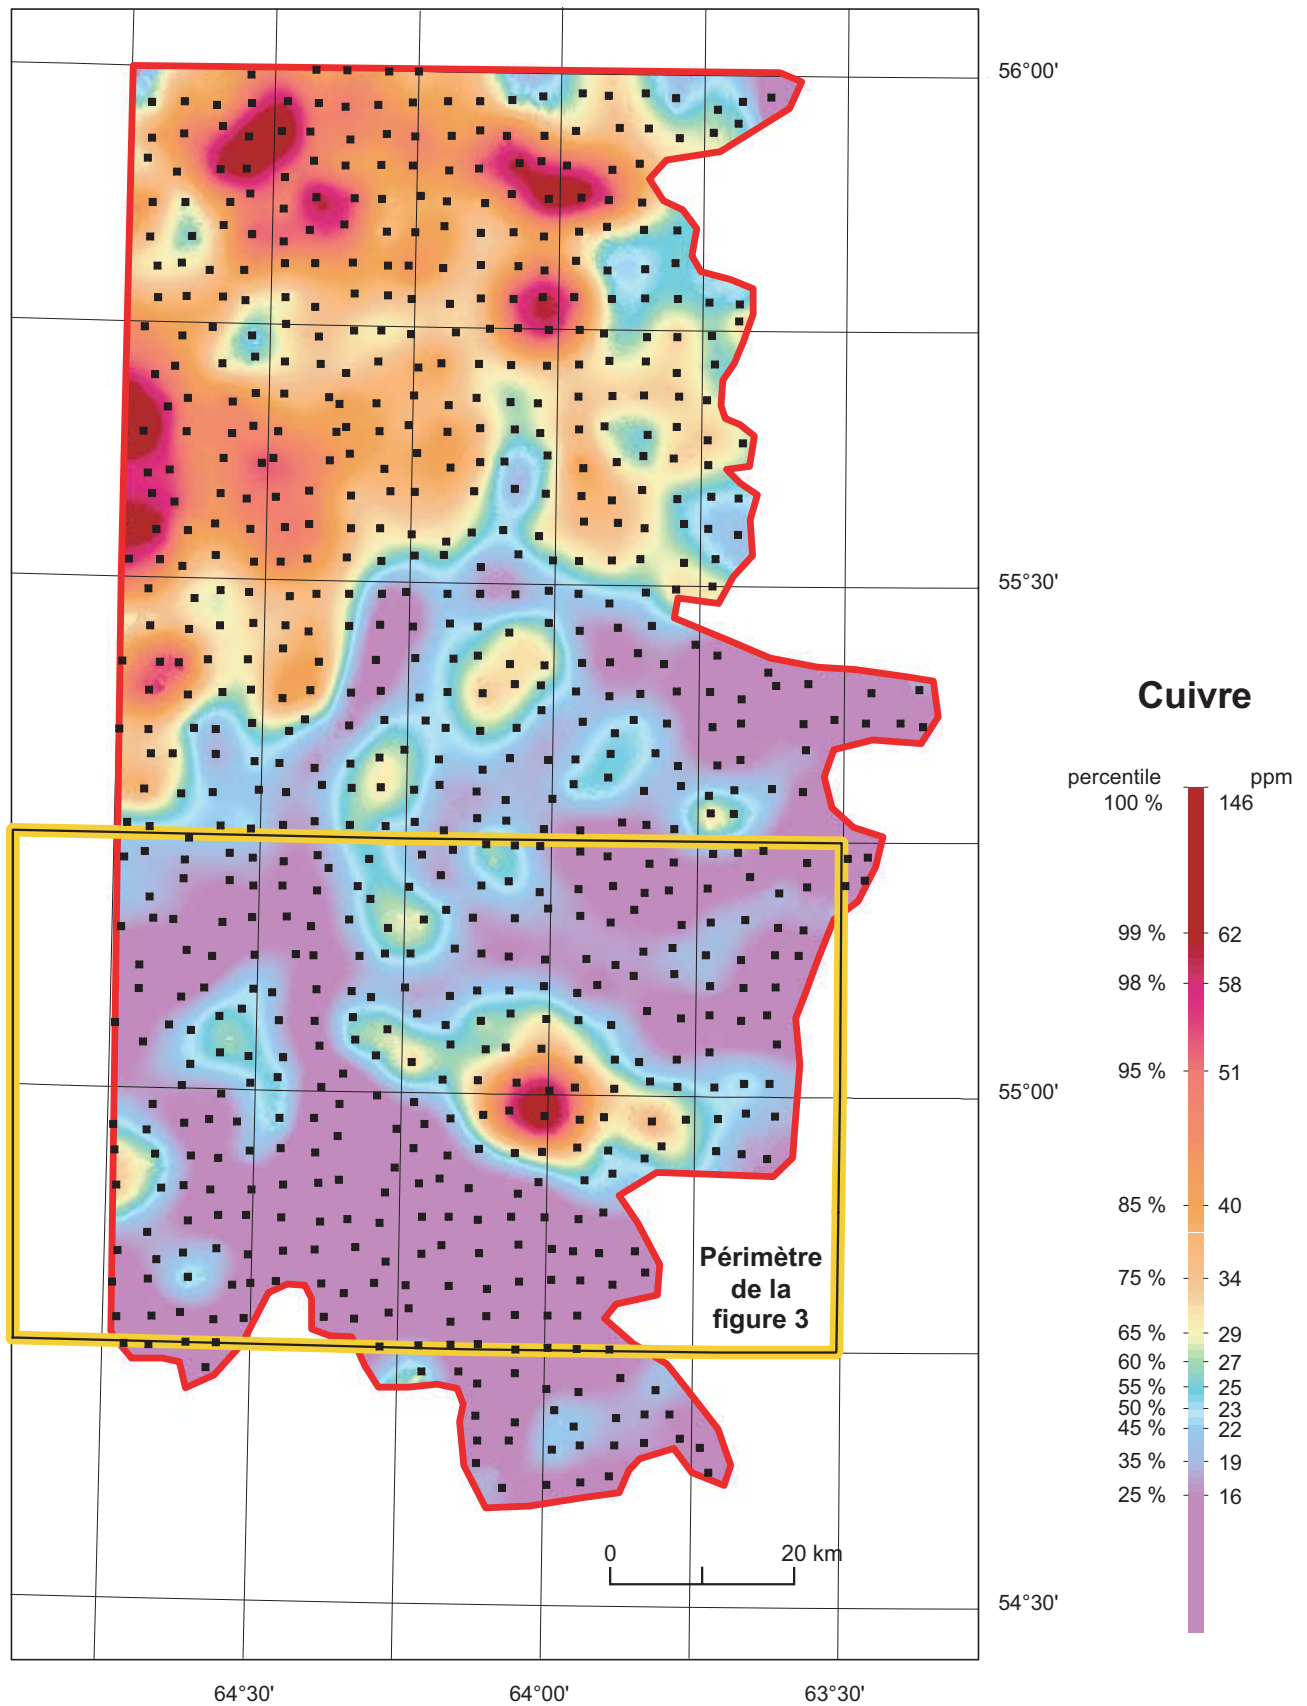 56°00'
55°30'
Cuivre
percentile ppm
100 % 146
99 % 62
98 % 58
95 % 51
55°00'
85 % 40
Périmètre
de la
figure 3
75 % 34
65 % 29
60 % 27
55 % 25
50 % 23
45 % 22
35 % 19
25 % 16
0 20 km
54°30'
64°30' 64°00' 63°30'